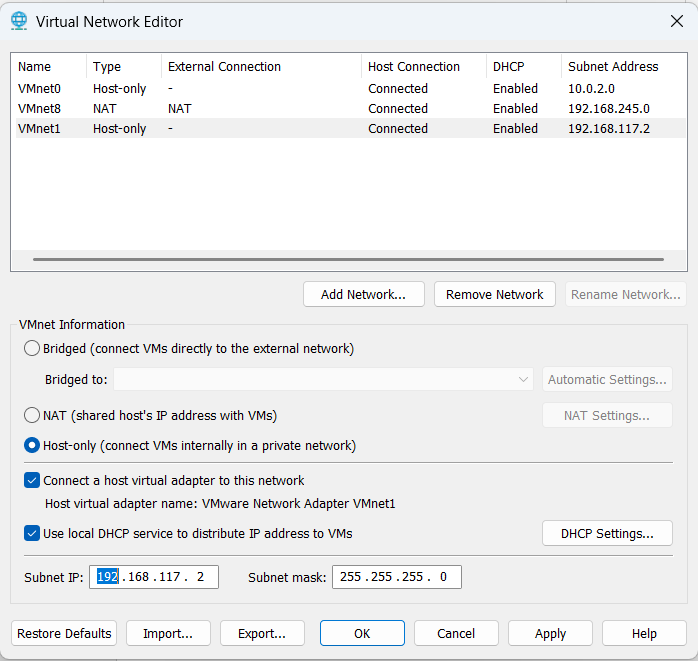 Virtual Network Editor
Name Type External Connection Host Connection DHCP Subnet Address
VMnet0 Host-only - Connected Enabled 10.0.2.0
VMnet8 NAT NAT Connected Enabled 192.168.245.0
VMnet1 Host-only - Connected Enabled 192.168.117.2
Add Network... Remove Network Rename Network...
VMnet Information
Bridged (connect VMs directly to the external network)
Bridged to: Automatic Settings...
NAT (shared host's IP address with VMs) NAT Settings...
Host-only (connect VMs internally in a private network)
Connect a host virtual adapter to this network
Host virtual adapter name: VMware Network Adapter VMnet1
Use local DHCP service to distribute IP address to VMs DHCP Settings...
Subnet IP: 192 . 168 . 117 . 2 Subnet mask: 255 . 255 . 255 . 0
Restore Defaults Import... Export... OK Cancel Apply Help